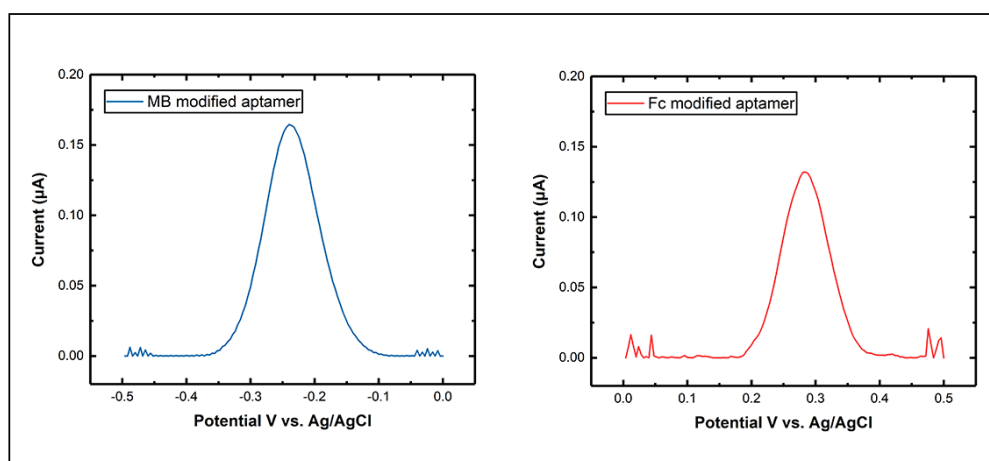 0.20
0.15
0.10
0.05
0.00
Current (µA)
MB modified aptamer
-0.5 -0.4 -0.3 -0.2 -0.1 0.0
Potential V vs. Ag/AgCl
0.20
0.15
0.10
0.05
0.00
Current (µA)
Fc modified aptamer
0.0 0.1 0.2 0.3 0.4 0.5
Potential V vs. Ag/AgCl